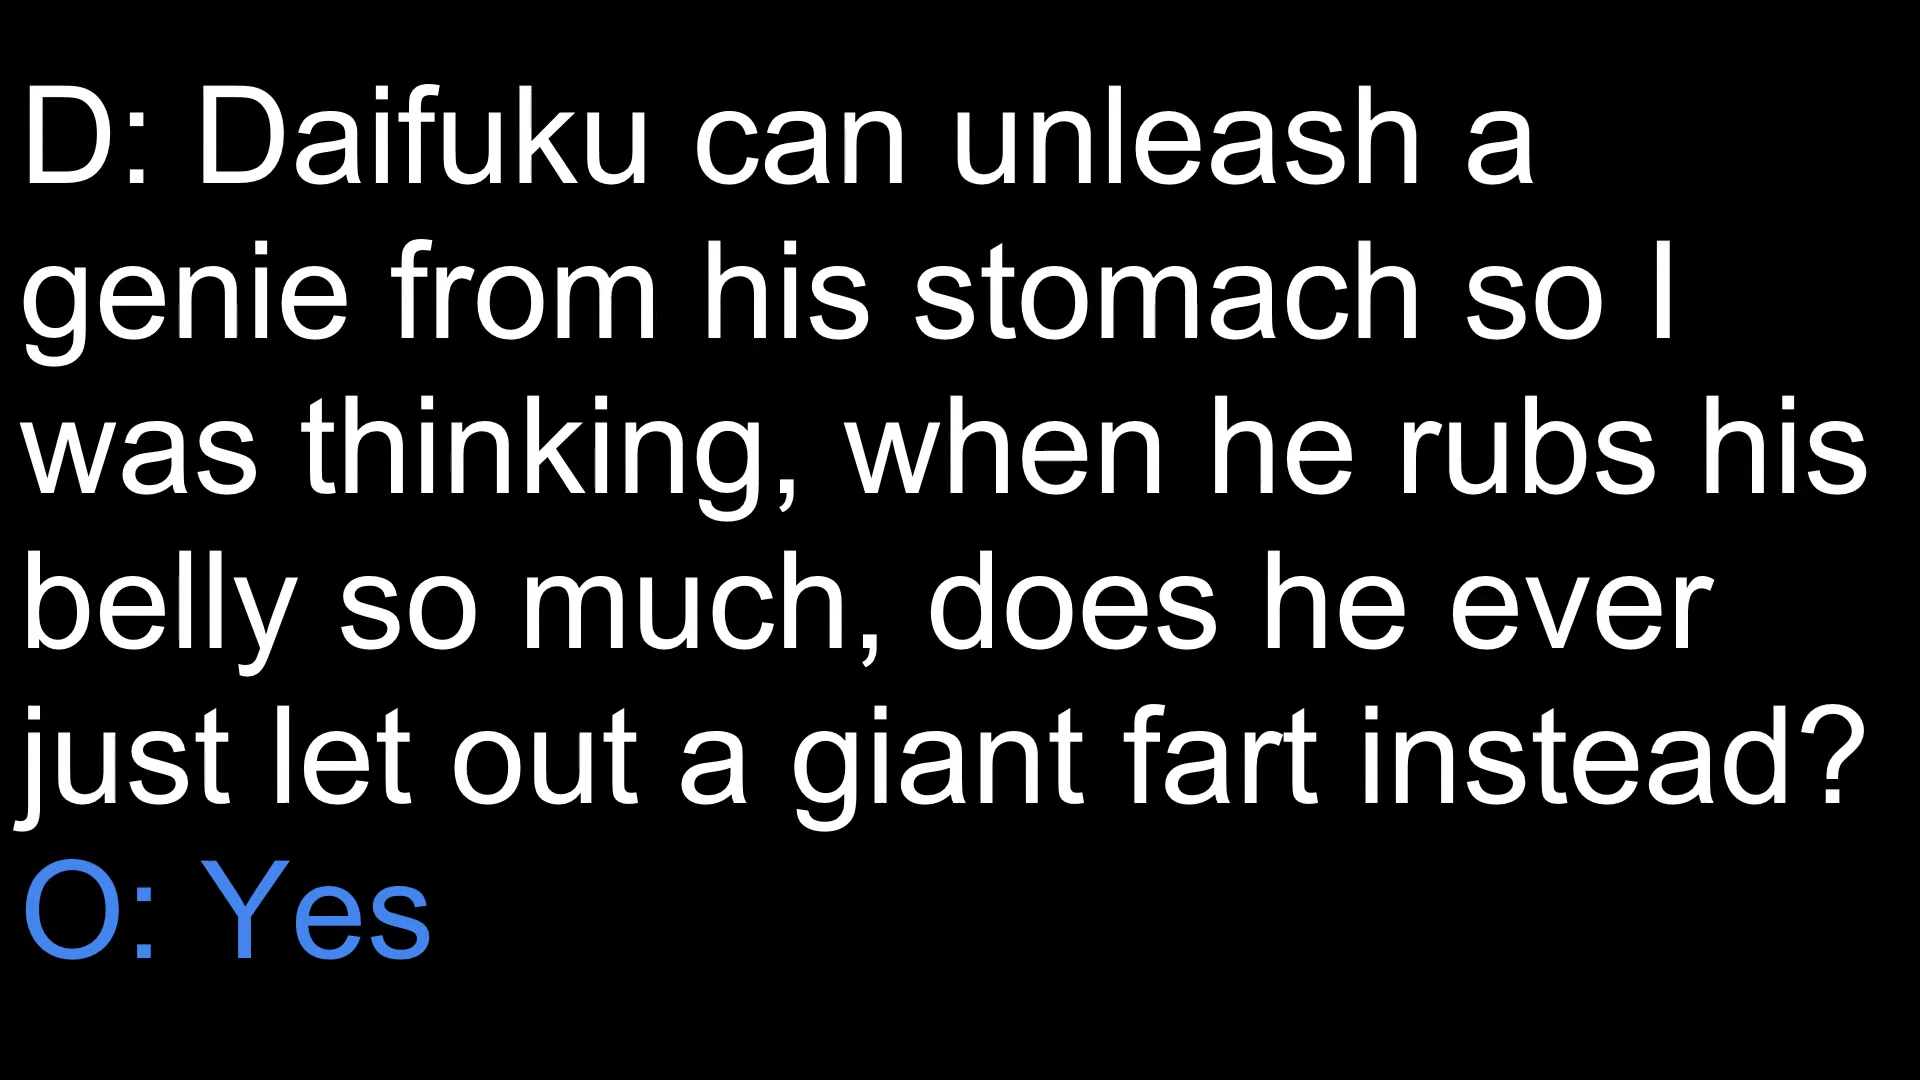 D: Daifuku can unleash a
genie from his stomach so I
was thinking, when he rubs his
belly so much, does he ever
just let out a giant fart instead?
O: Yes